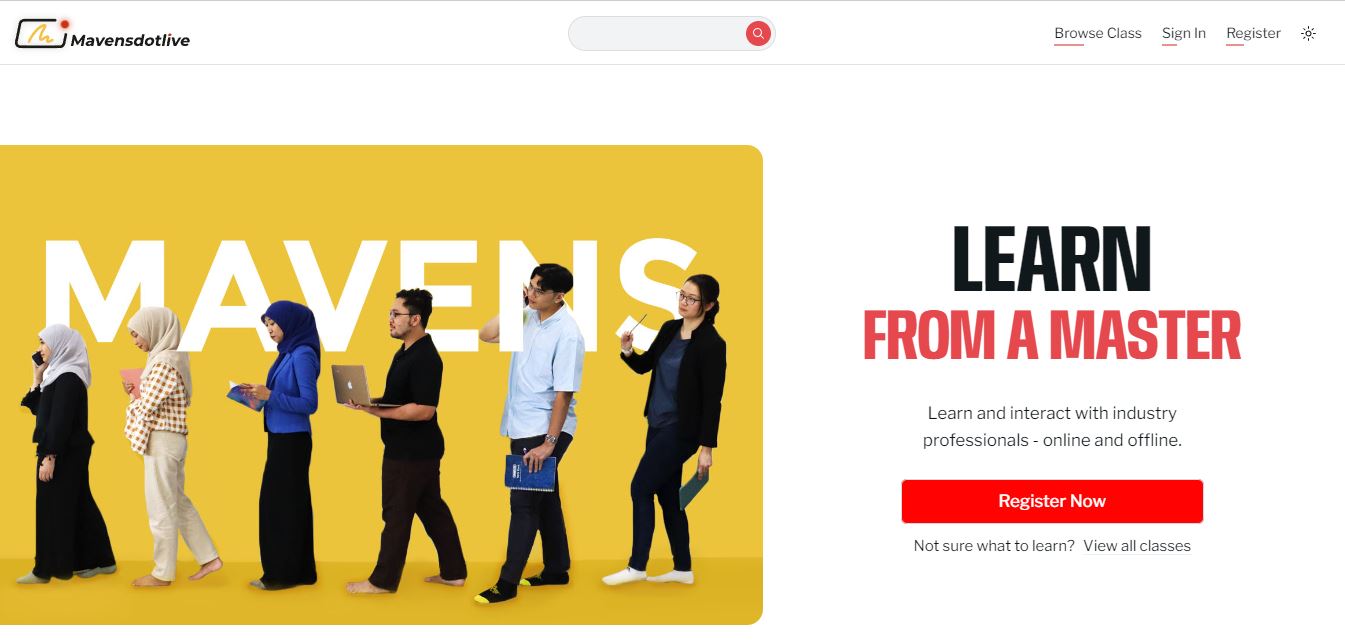 Mavensdotlive
Browse Class
Sign In
Register
MAVENS
LEARN
FROM A MASTER
Learn and interact with industry
professionals - online and offline.
Register Now
Not sure what to learn? View all classes